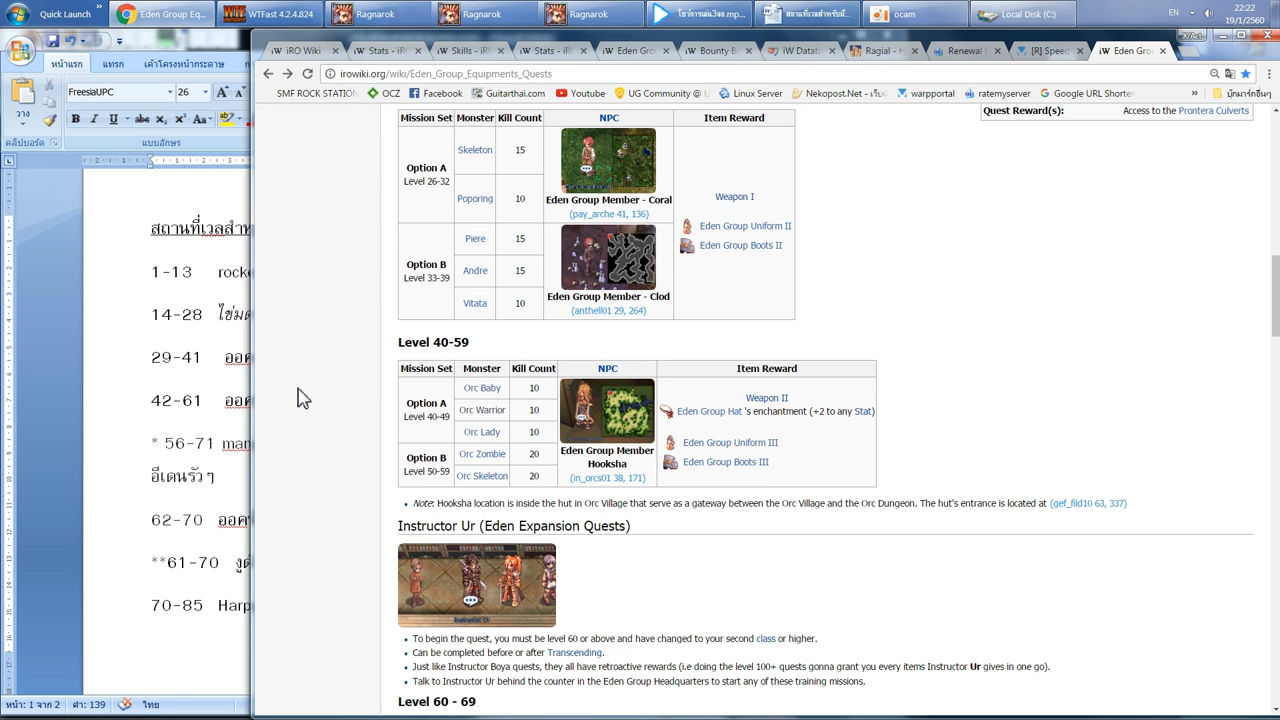 Quick Launch
Eden Group Eq...
WTFast 4.2.4.824
Ragnarok
Ragnarok
Ragnarok
ocam
Local Disk (C:)
EN
22:22
19/1/2560
iRO Wiki
Eden Grou
Bounty B
iW Datab
Ragial - H
Renewal
[R] Speed
Eden Gro
หน้าแรก
แทรก
เค้าโครงหน้ากระดาษ
irowiki.org/wiki/Eden_Group_Equipments_Quests
SMF ROCK STATION
OCZ
Facebook
Guitarthai.com
Youtube
UG Community @
Linux Server
warpportal
ratemyserver
Google URL Shorte
บุ๊กมาร์กอื่นๆ
FreesiaUPC
26
วาง
คลิปบอร์ด
แบบอักษร
Quest Reward(s): Access to the Prontera Culverts
Mission Set Monster Kill Count NPC Item Reward
Option A
Level 26-32
Skeleton 15
Poporing 10
Eden Group Member - Coral
(pay_arche 41, 136)
Option B
Level 33-39
Piere 15
Andre 15
Vitata 10
Eden Group Member - Clod
(anthell01 29, 264)
Weapon I
Eden Group Uniform II
Eden Group Boots II
Level 40-59
Mission Set Monster Kill Count NPC Item Reward
Option A
Level 40-49
Orc Baby 10
Orc Warrior 10
Orc Lady 10
Option B
Level 50-59
Orc Zombie 20
Orc Skeleton 20
Eden Group Member
Hooksha
(in_orcs01 38, 171)
Weapon II
Eden Group Hat 's enchantment (+2 to any Stat)
Eden Group Uniform III
Eden Group Boots III
Note: Hooksha location is inside the hut in Orc Village that serve as a gateway between the Orc Village and the Orc Dungeon. The hut's entrance is located at (gef_fild10 63, 337)
Instructor Ur (Eden Expansion Quests)
To begin the quest, you must be level 60 or above and have changed to your second class or higher.
Can be completed before or after Transcending.
Just like Instructor Boya quests, they all have retroactive rewards (i.e doing the level 100+ quests gonna grant you every items Instructor Ur gives in one go).
Talk to Instructor Ur behind the counter in the Eden Group Headquarters to start any of these training missions.
Level 60 - 69
สถานที่เวลสำห
1-13 rocke
14-28 ไข่มด
29-41 ออค
42-61 ออค
* 56-71 man
อีเดนรัวๆ
62-70 ออค
**61-70 งูดํ
70-85 Harp
หน้า: 1 จาก 2
คำ: 139
ไทย